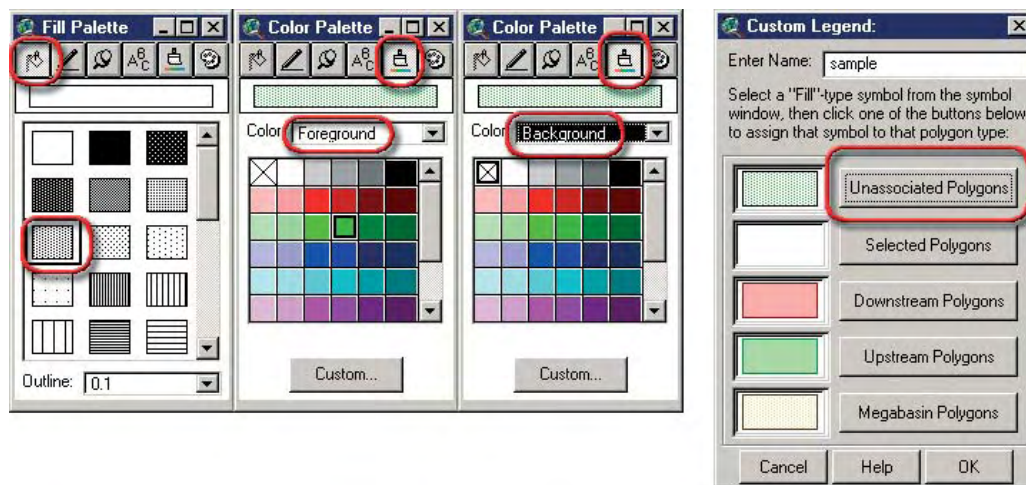 Fill Palette
A B C
Outline: 0.1
Color Palette
A B C
Color Foreground
Custom...
Color Palette
A B C
Color Background
Custom...
Custom Legend:
Enter Name: sample
Select a "Fill"-type symbol from the symbol
window, then click one of the buttons below
to assign that symbol to that polygon type:
Unassociated Polygons
Selected Polygons
Downstream Polygons
Upstream Polygons
Megabasin Polygons
Cancel Help OK